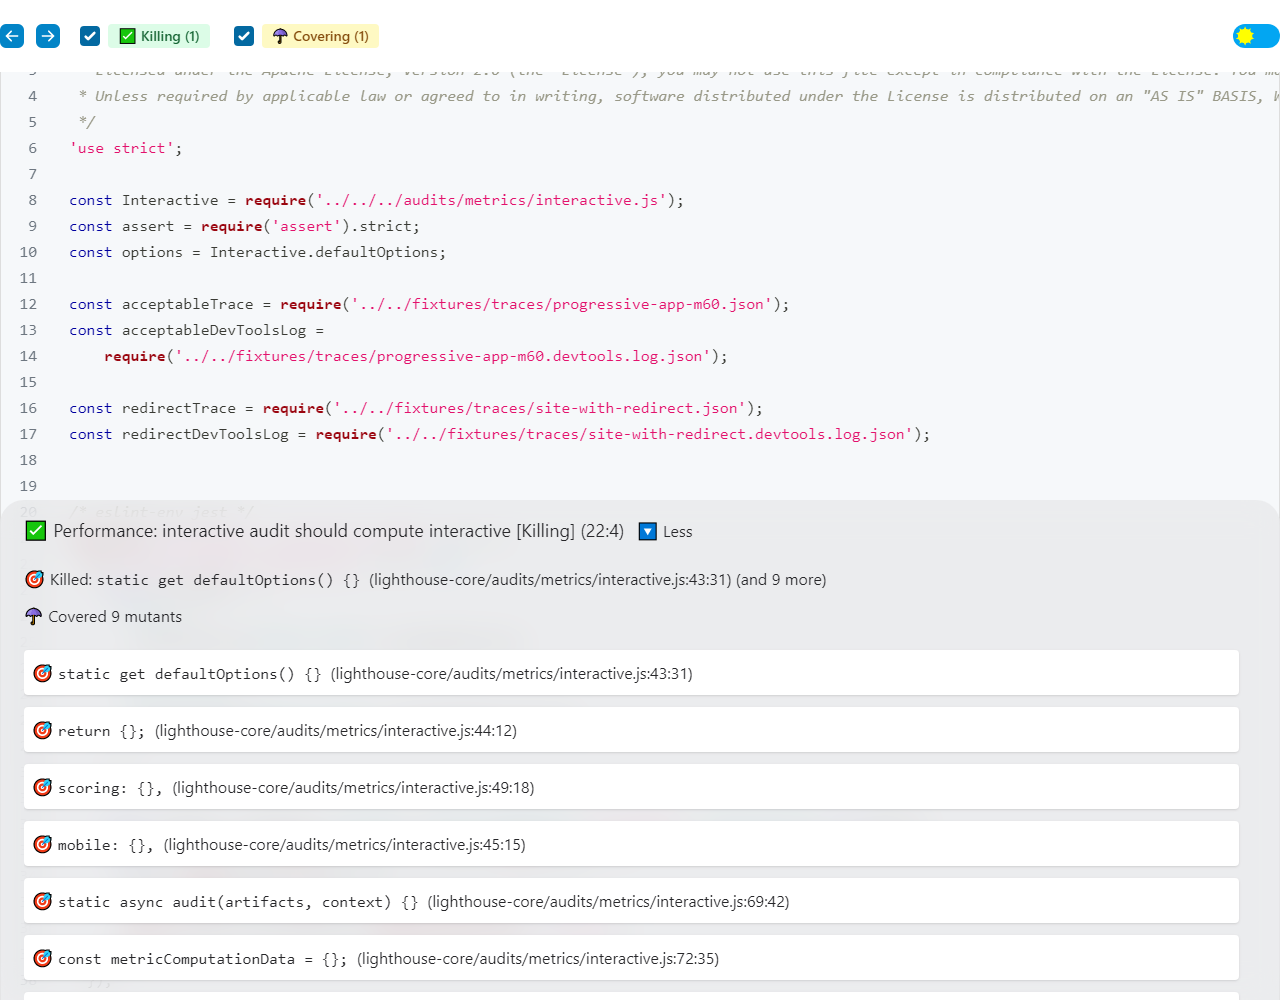 Killing (1)
Covering (1)
4 * Unless required by applicable law or agreed to in writing, software distributed under the License is distributed on an "AS IS" BASIS,
5 */
6 'use strict';
7
8 const Interactive = require('../../../audits/metrics/interactive.js');
9 const assert = require('assert').strict;
10 const options = Interactive.defaultOptions;
11
12 const acceptableTrace = require('../../fixtures/traces/progressive-app-m60.json');
13 const acceptableDevToolsLog =
14 require('../../fixtures/traces/progressive-app-m60.devtools.log.json');
15
16 const redirectTrace = require('../../fixtures/traces/site-with-redirect.json');
17 const redirectDevToolsLog = require('../../fixtures/traces/site-with-redirect.devtools.log.json');
18
19
20 /* eslint-env jest */
Performance: interactive audit should compute interactive [Killing] (22:4) Less
Killed: static get defaultOptions() {} (lighthouse-core/audits/metrics/interactive.js:43:31) (and 9 more)
Covered 9 mutants
static get defaultOptions() {} (lighthouse-core/audits/metrics/interactive.js:43:31)
return {}; (lighthouse-core/audits/metrics/interactive.js:44:12)
scoring: {}, (lighthouse-core/audits/metrics/interactive.js:49:18)
mobile: {}, (lighthouse-core/audits/metrics/interactive.js:45:15)
static async audit(artifacts, context) {} (lighthouse-core/audits/metrics/interactive.js:69:42)
const metricComputationData = {}; (lighthouse-core/audits/metrics/interactive.js:72:35)